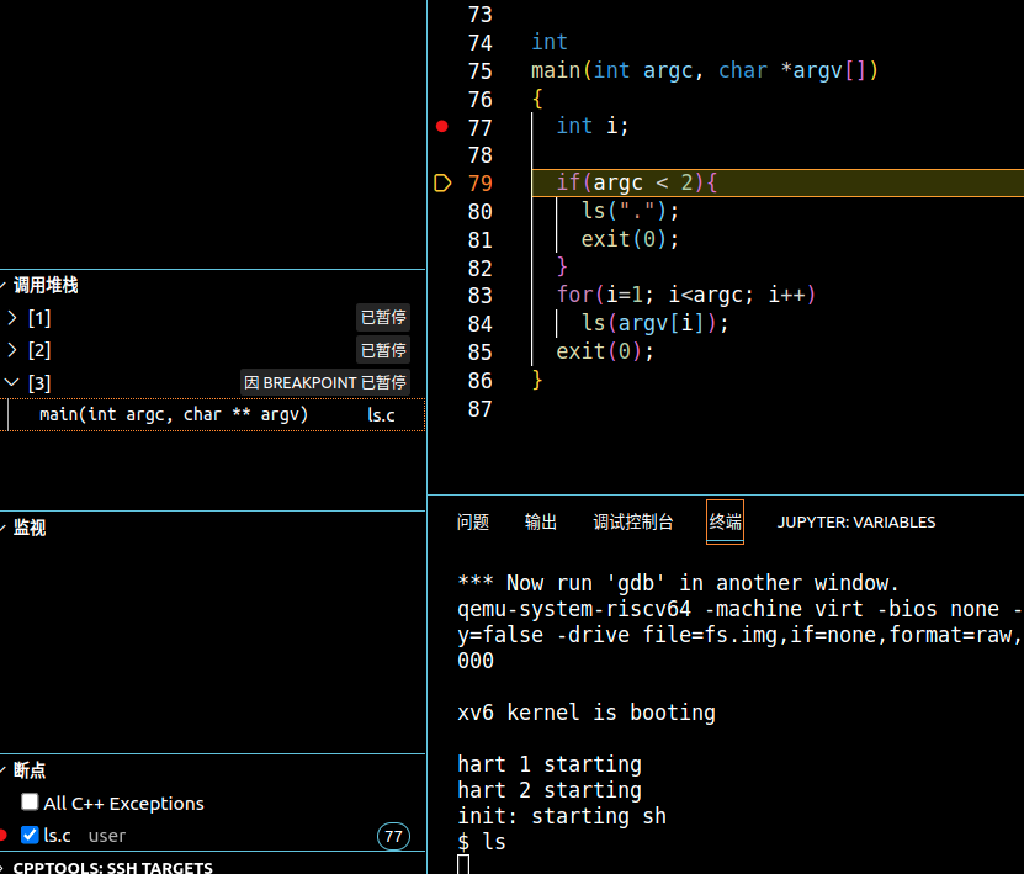 调用堆栈
[1] 已暂停
[2] 已暂停
[3] 因 BREAKPOINT 已暂停
main(int argc, char ** argv) ls.c
监视
断点
All C++ Exceptions
ls.c user 77
CPPTOOLS: SSH TARGETS
73
74 int
75 main(int argc, char *argv[])
76 {
77 int i;
78
79 if(argc < 2){
80 ls(".");
81 exit(0);
82 }
83 for(i=1; i<argc; i++)
84 ls(argv[i]);
85 exit(0);
86 }
87
问题 输出 调试控制台 终端 JUPYTER: VARIABLES
*** Now run 'gdb' in another window.
qemu-system-riscv64 -machine virt -bios none -
y=false -drive file=fs.img,if=none,format=raw,
000
xv6 kernel is booting
hart 1 starting
hart 2 starting
init: starting sh
$ ls